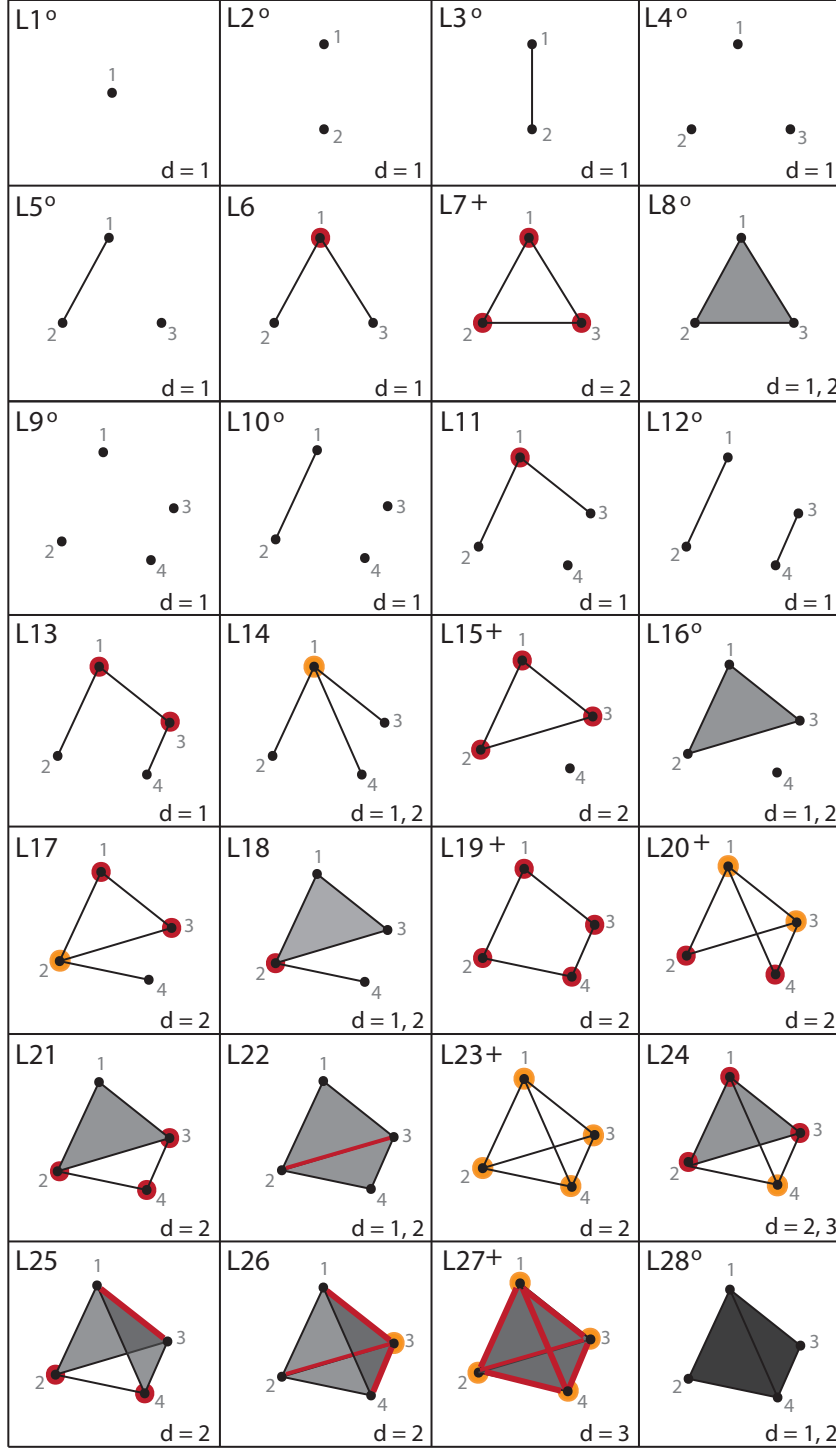 L1° L2° L3° L4°
1 1 1 1
2 2 2 3
d = 1 d = 1 d = 1 d = 1
L5° L6 L7+ L8°
1 1 1 1
2 3 2 3 2 3 2 3
d = 1 d = 1 d = 2 d = 1, 2
L9° L10° L11 L12°
1 1 1 1
3 3 3 3
2 4 2 4 2 4 2 4
d = 1 d = 1 d = 1 d = 1
L13 L14 L15+ L16°
1 1 1 1
3 3 3 3
2 4 2 4 2 4 2 4
d = 1 d = 1, 2 d = 2 d = 1, 2
L17 L18 L19+ L20+
1 1 1 1
3 3 3 3
2 4 2 4 2 4 2 4
d = 2 d = 1, 2 d = 2 d = 2
L21 L22 L23+ L24
1 1 1 1
3 3 3 3
2 4 2 4 2 4 2 4
d = 2 d = 1, 2 d = 2 d = 2, 3
L25 L26 L27+ L28°
1 1 1 1
3 3 3 3
2 4 2 4 2 4 2 4
d = 2 d = 2 d = 3 d = 1, 2